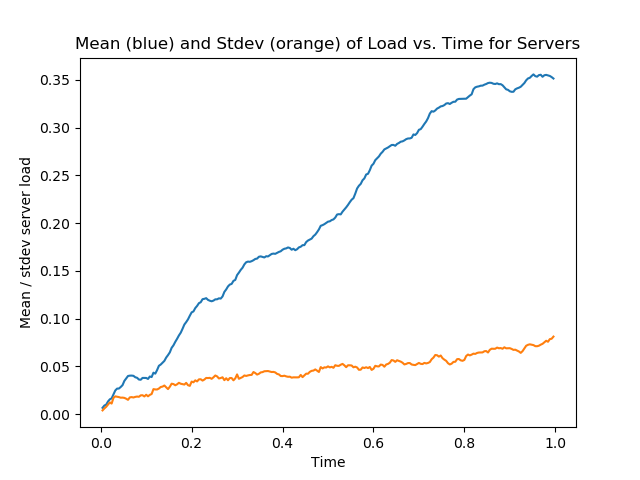 Mean (blue) and Stdev (orange) of Load vs. Time for Servers
Mean / stdev server load
0.35
0.30
0.25
0.20
0.15
0.10
0.05
0.00
0.0 0.2 0.4 0.6 0.8 1.0
Time